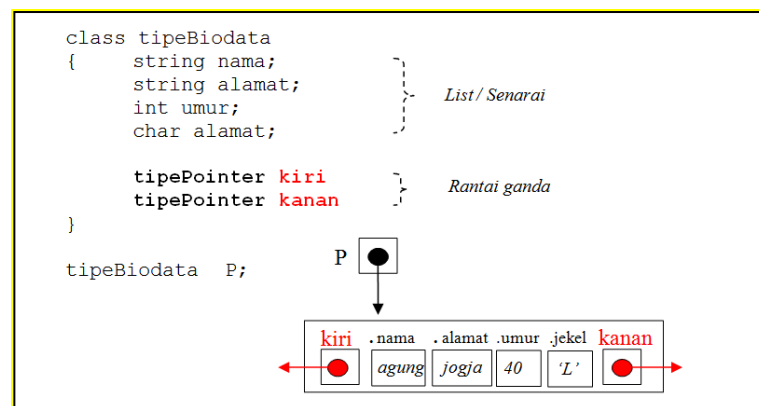 class tipeBiodata
{ string nama;
string alamat;
int umur;
char alamat;
List / Senarai
tipePointer kiri
tipePointer kanan
Rantai ganda
}
tipeBiodata P;
P
kiri .nama .alamat .umur .jekel kanan
agung jogja 40 ‘L’